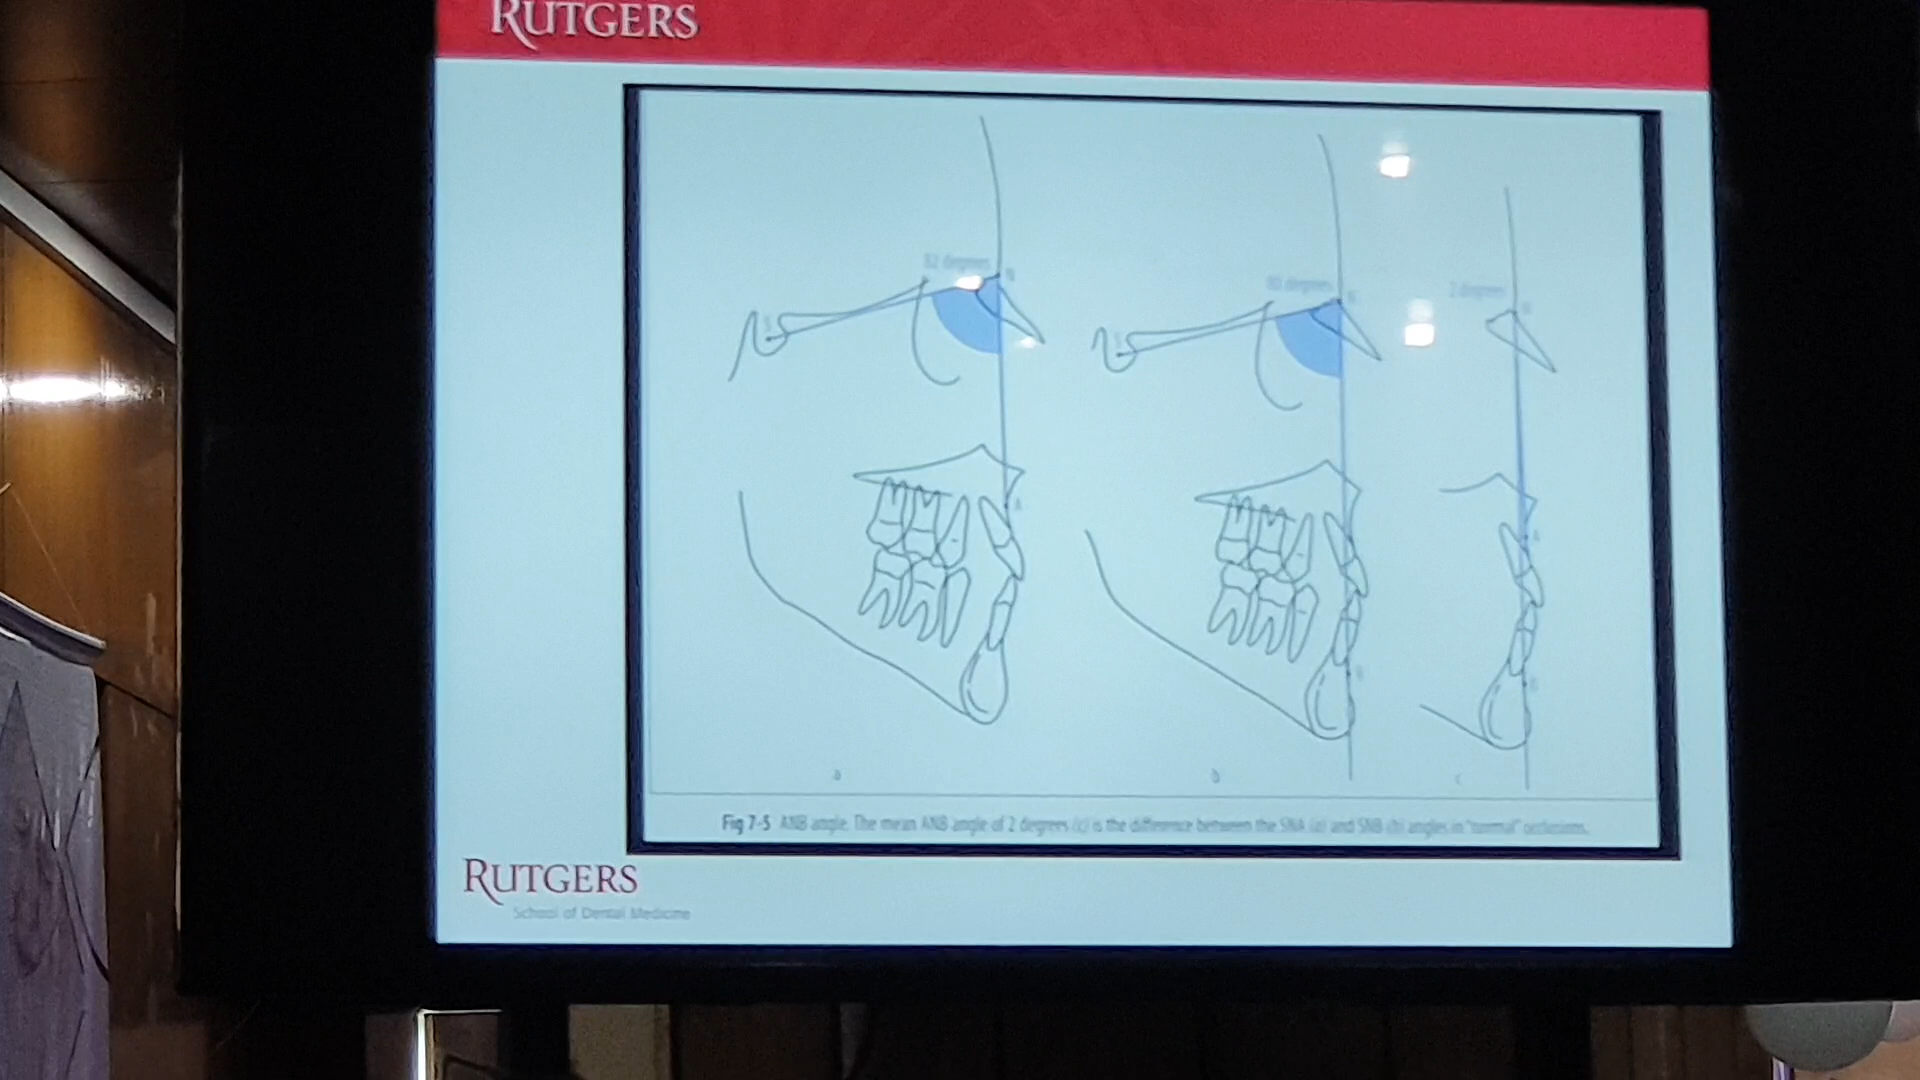 RUTGERS
82 degrees
N
80 degrees
2 degrees
S
A
B
a
b
c
Fig 7-5 ANB angle. The mean ANB angle of 2 degrees (c) is the difference between the SNA (a) and SNB (b) angles in "normal" occlusions.
RUTGERS
School of Dental Medicine